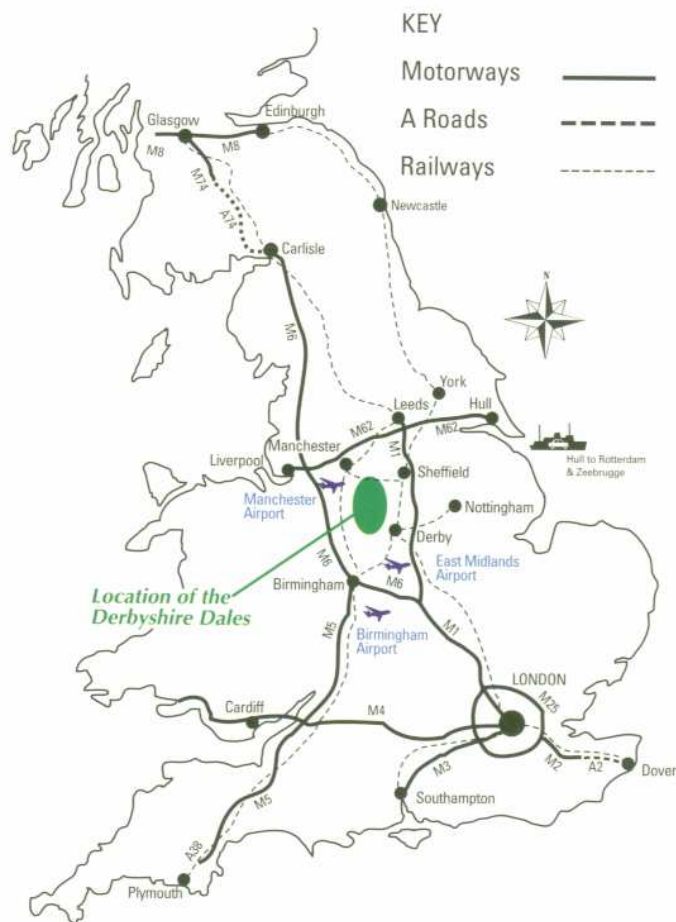 KEY
Motorways
A Roads
Railways
Glasgow
Edinburgh
M8
M8
M74
A74
Newcastle
Carlisle
N
M6
York
Leeds
Hull
M62
M62
M1
Manchester
Liverpool
Sheffield
Hull to Rotterdam
& Zeebrugge
Manchester
Airport
Nottingham
Derby
M6
East Midlands
Airport
Location of the
Derbyshire Dales
Birmingham
M6
Birmingham
Airport
M5
M1
LONDON
M25
Cardiff
M4
M3
M2
A2
Dover
Southampton
M5
A38
Plymouth